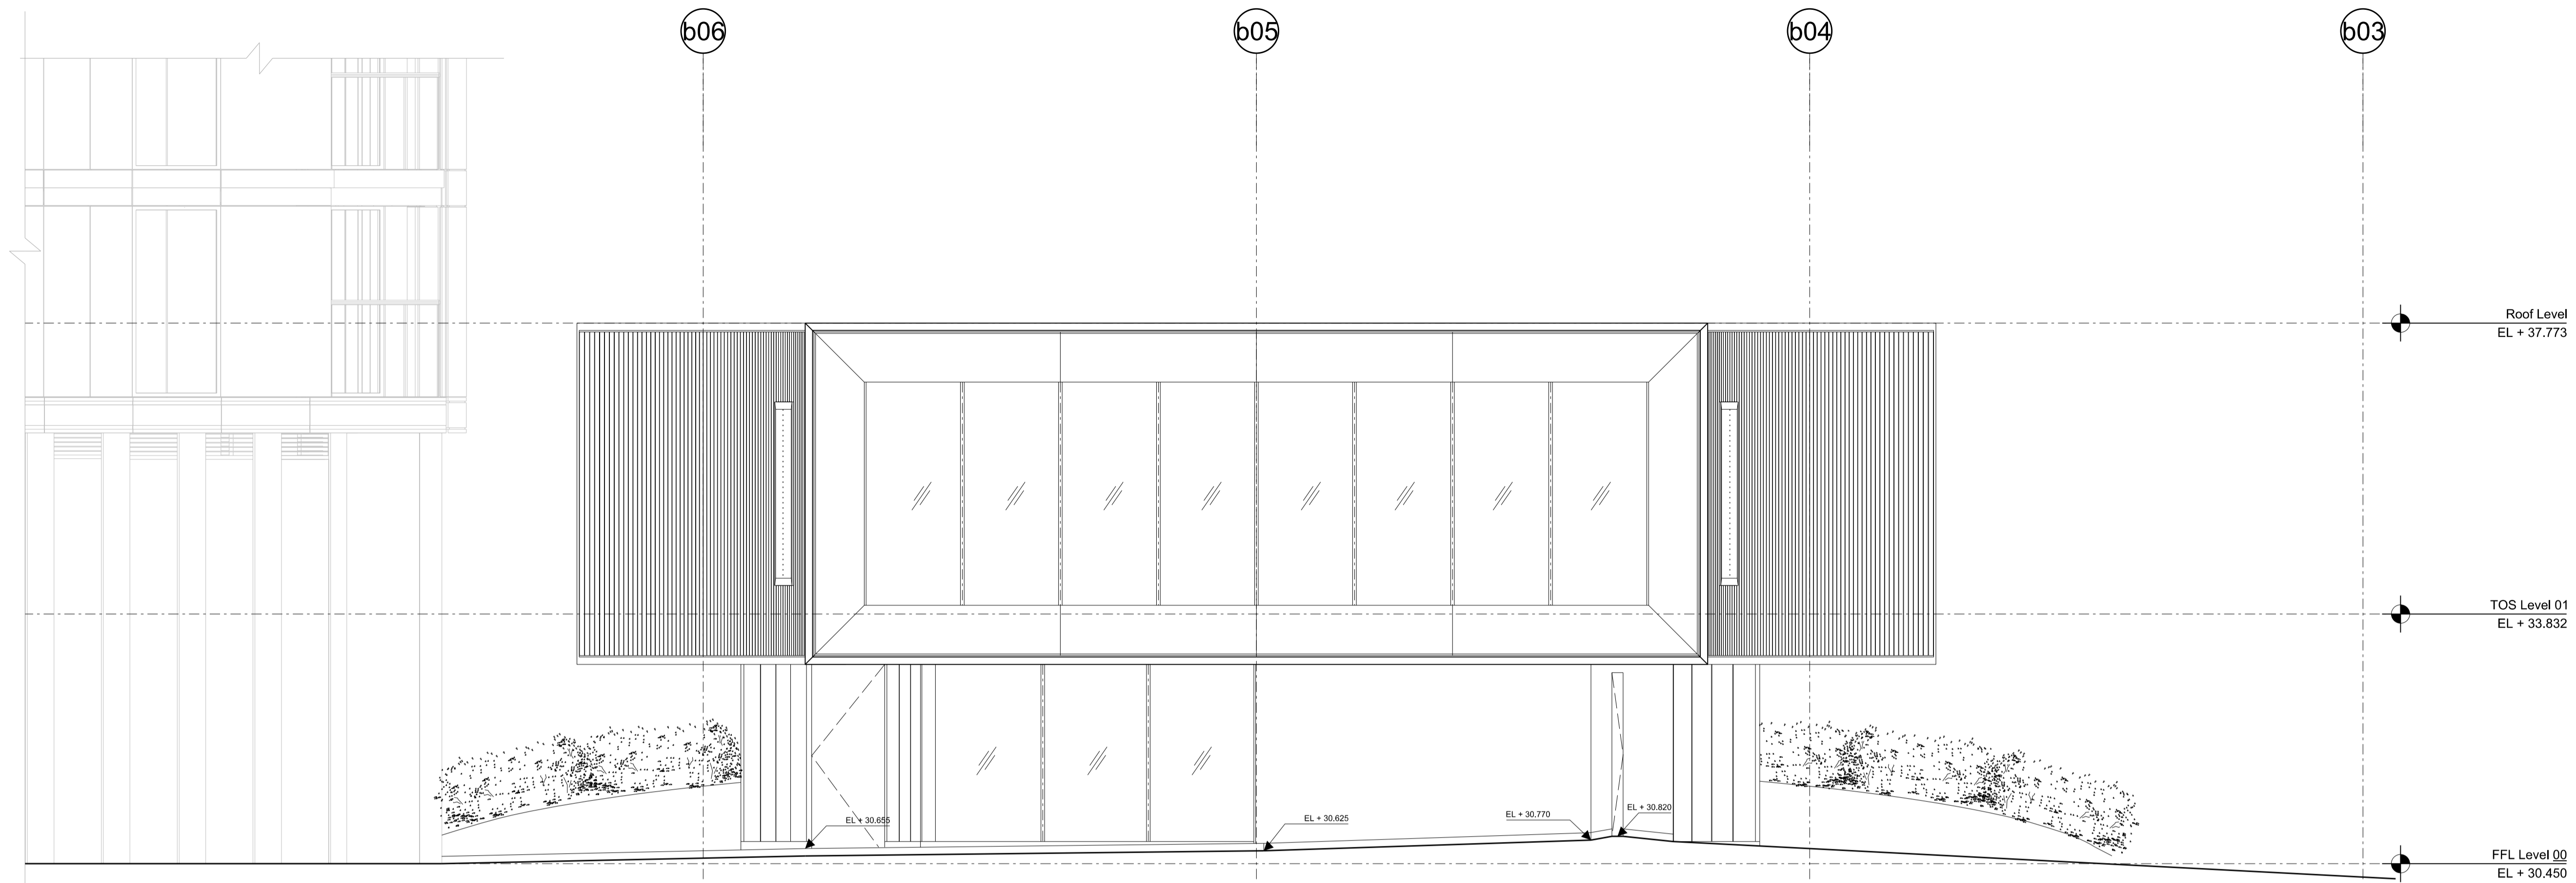 b06
b05
b04
b03
Roof Level
EL + 37.773
TOS Level 01
EL + 33.832
EL + 30.655
EL + 30.625
EL + 30.770
EL + 30.820
FFL Level 00
EL + 30.450